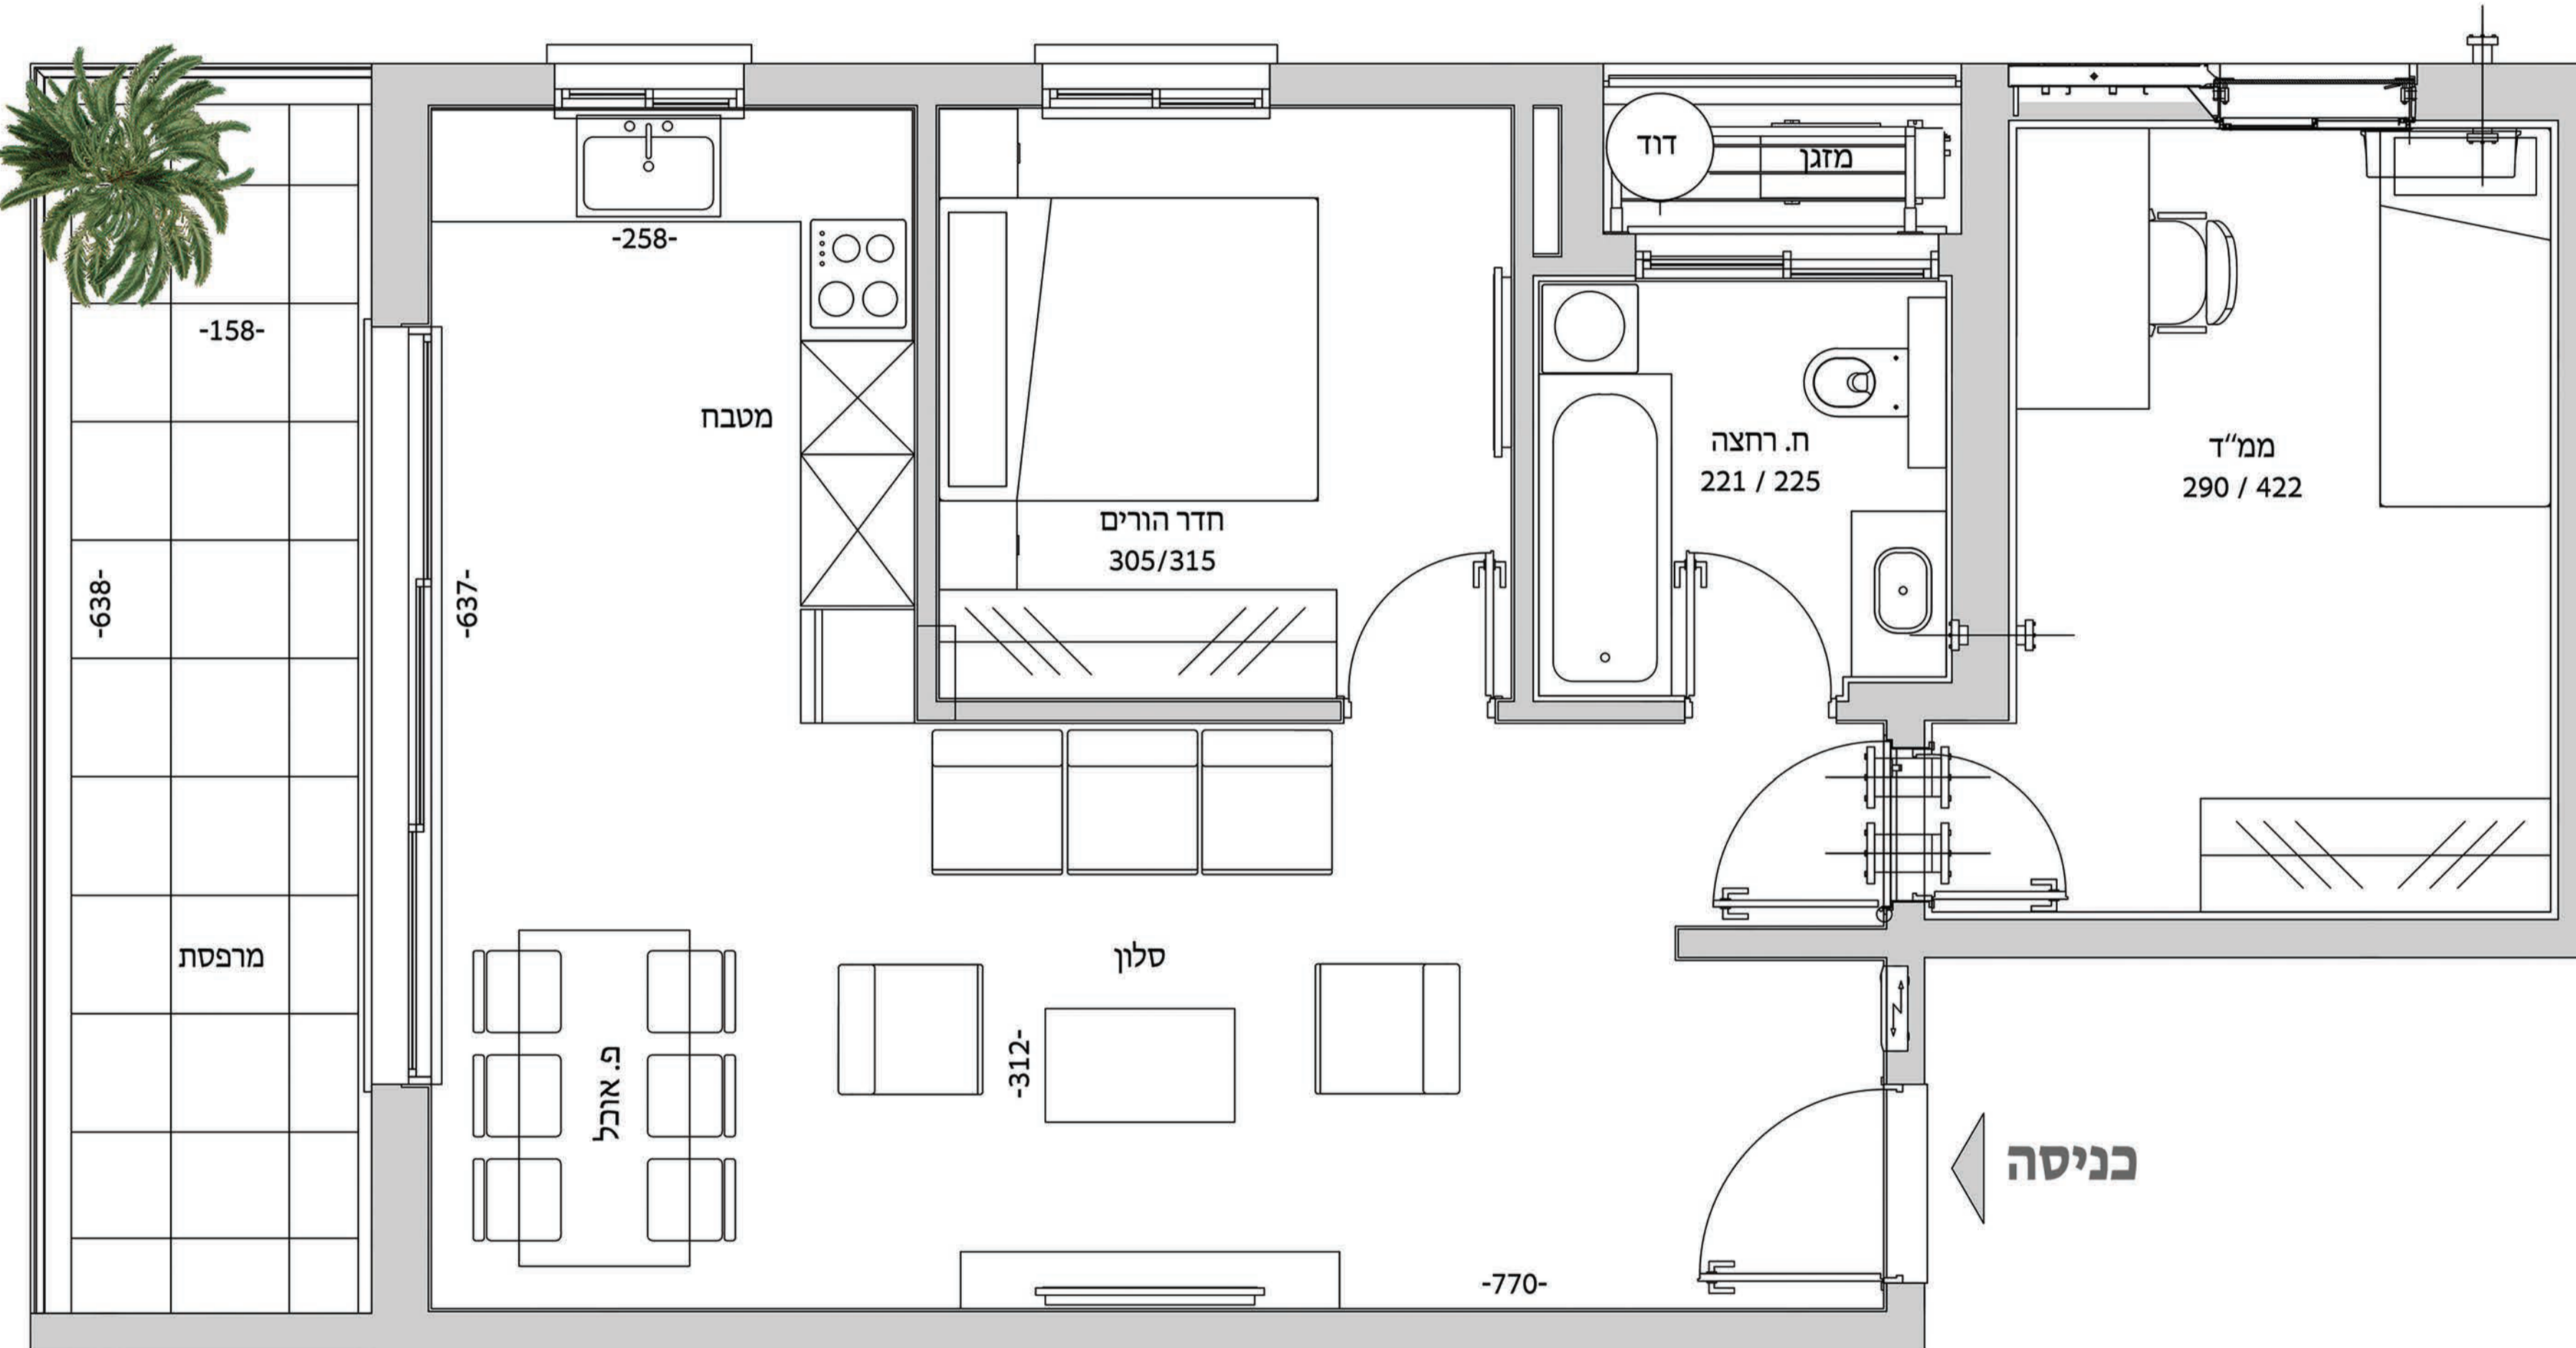 דוד
מזגן
-258-
-158-
מטבח
חדר הורים
305/315
ח. רחצה
221 / 225
ממ“ד
290 / 422
-638-
-637-
מרפסת
סלון
פ. אוכל
-312-
כניסה
-770-